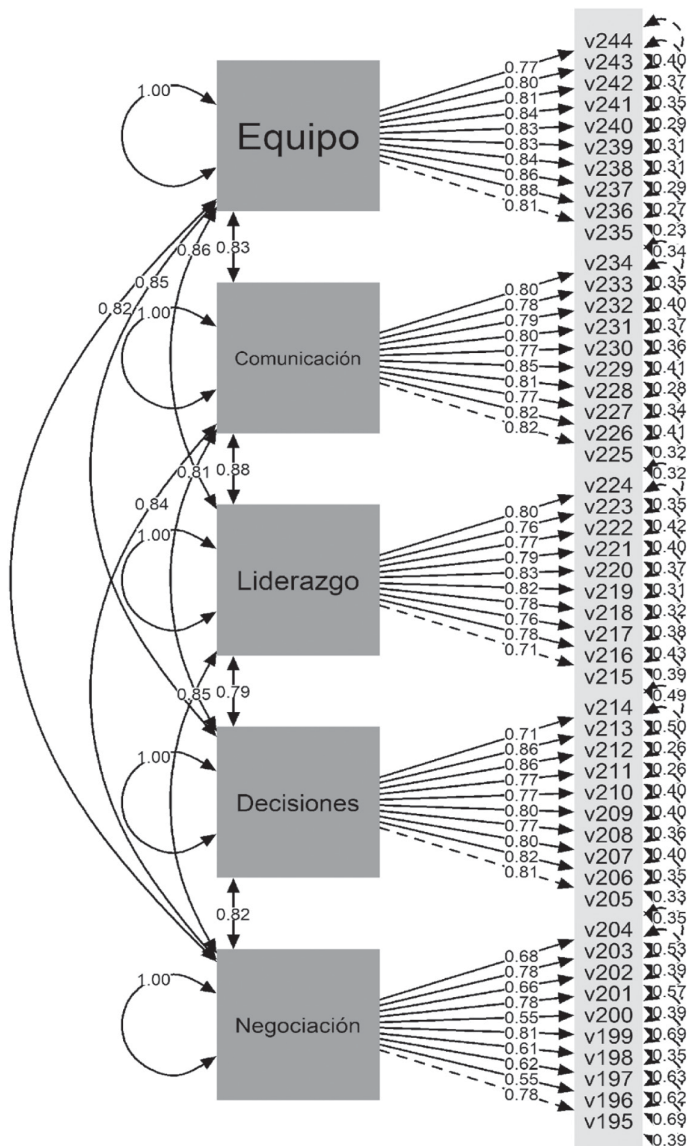 1.00
Equipo
0.77
0.80
0.81
0.84
0.83
0.83
0.84
0.86
0.88
0.81
v244
v243
v242
v241
v240
v239
v238
v237
v236
v235
0.40
0.37
0.35
0.29
0.31
0.31
0.29
0.27
0.23
0.34
0.82
0.85
0.86
0.83
1.00
Comunicación
0.80
0.78
0.79
0.80
0.77
0.85
0.81
0.77
0.82
0.82
v234
v233
v232
v231
v230
v229
v228
v227
v226
v225
0.35
0.40
0.37
0.36
0.41
0.28
0.34
0.41
0.32
0.32
0.84
0.81
0.88
1.00
Liderazgo
0.80
0.76
0.77
0.79
0.83
0.82
0.78
0.76
0.78
0.71
v224
v223
v222
v221
v220
v219
v218
v217
v216
v215
0.35
0.42
0.40
0.37
0.31
0.32
0.38
0.43
0.39
0.49
0.85
0.79
1.00
Decisiones
0.71
0.86
0.86
0.77
0.77
0.80
0.77
0.80
0.82
0.81
v214
v213
v212
v211
v210
v209
v208
v207
v206
v205
0.50
0.26
0.26
0.40
0.40
0.36
0.40
0.35
0.33
0.35
0.82
1.00
Negociación
0.68
0.78
0.66
0.78
0.55
0.81
0.61
0.62
0.55
0.78
v204
v203
v202
v201
v200
v199
v198
v197
v196
v195
0.53
0.39
0.57
0.39
0.69
0.35
0.63
0.62
0.69
0.39